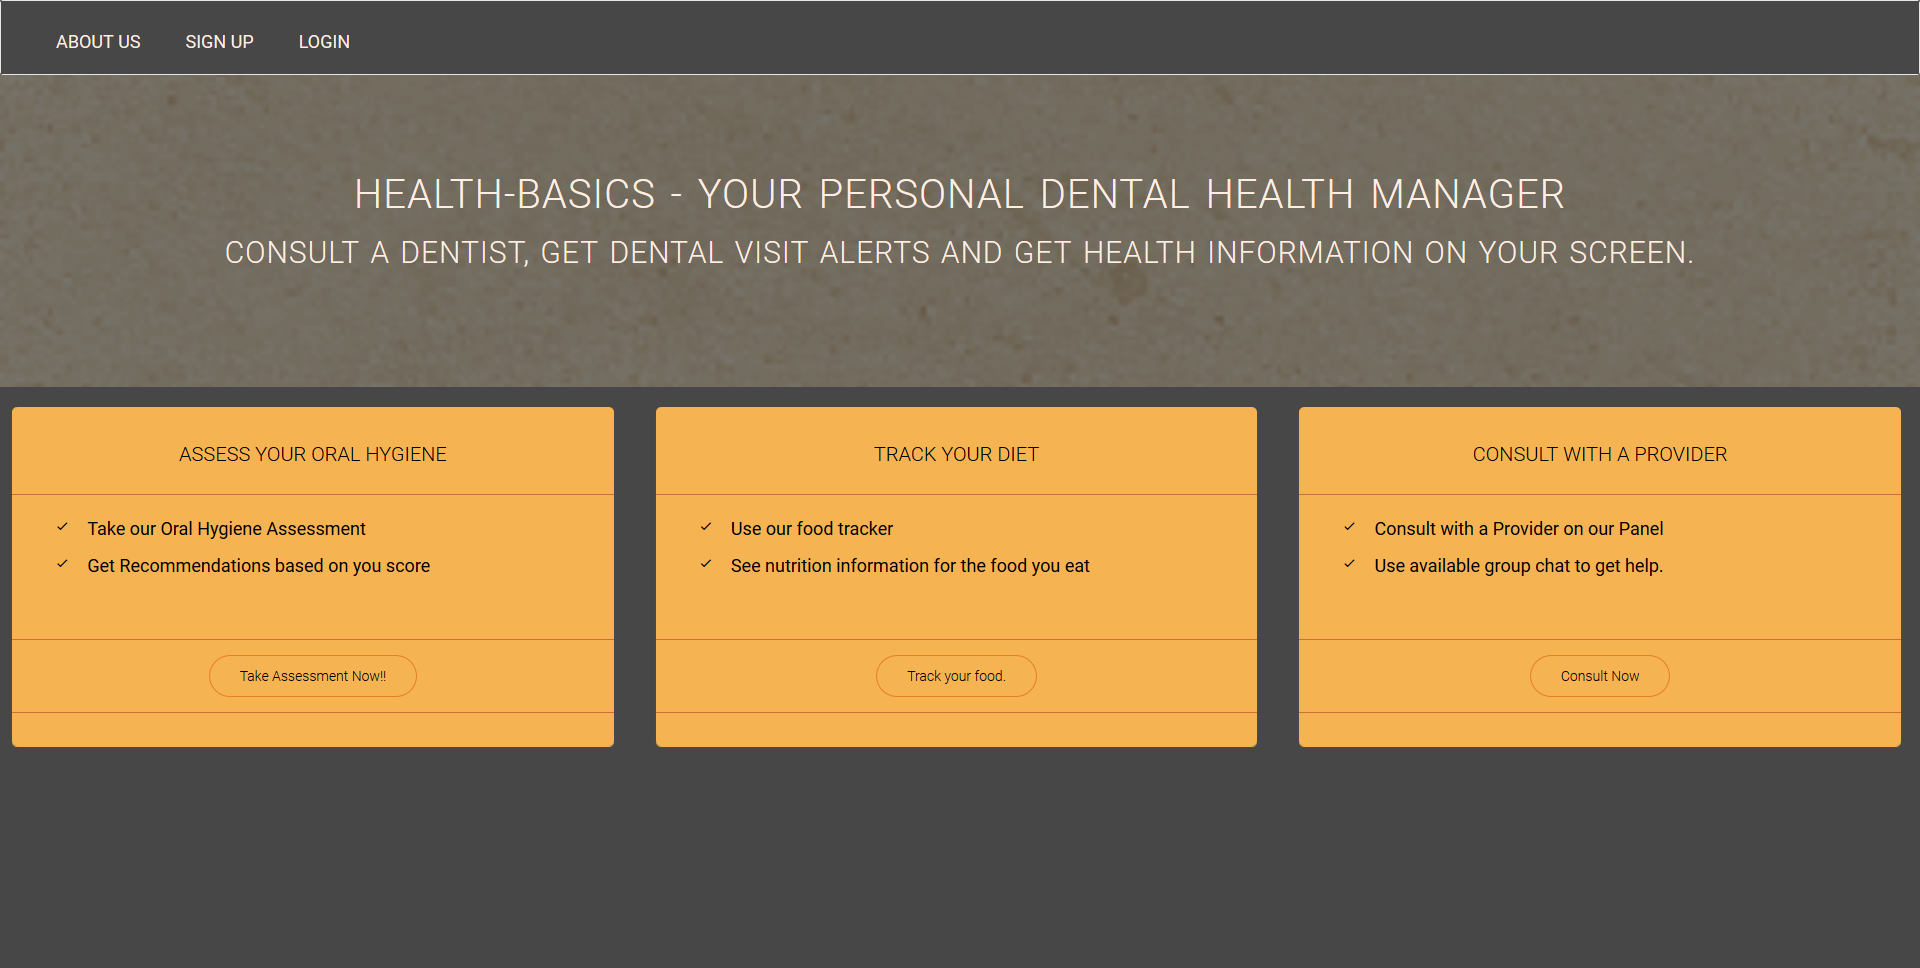 ABOUT US SIGN UP LOGIN
HEALTH-BASICS - YOUR PERSONAL DENTAL HEALTH MANAGER
CONSULT A DENTIST, GET DENTAL VISIT ALERTS AND GET HEALTH INFORMATION ON YOUR SCREEN.
ASSESS YOUR ORAL HYGIENE
Take our Oral Hygiene Assessment
Get Recommendations based on you score
Take Assessment Now!!
TRACK YOUR DIET
Use our food tracker
See nutrition information for the food you eat
Track your food.
CONSULT WITH A PROVIDER
Consult with a Provider on our Panel
Use available group chat to get help.
Consult Now